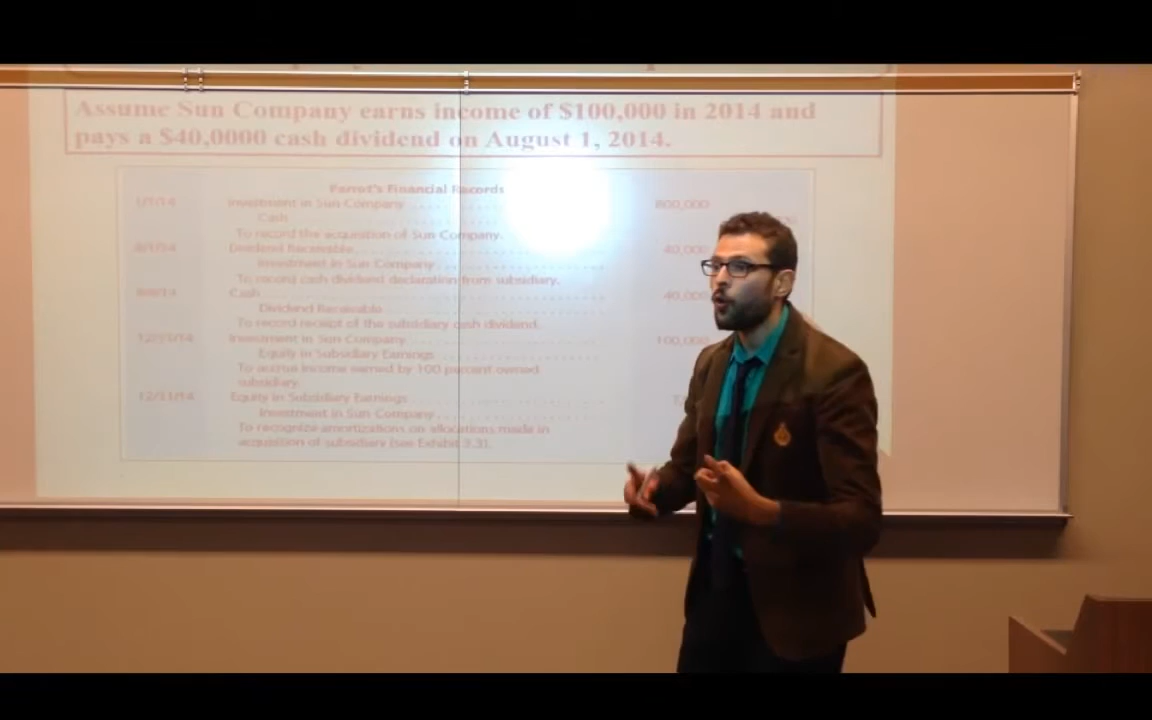 Assume Sun Company earns income of $100,000 in 2014 and
pays a $40,0000 cash dividend on August 1, 2014.
Parrot's Financial Records
1/1/14 Investment in Sun Company 800,000
Cash
To record the acquisition of Sun Company.
Dividend Receivable 40,000
Investment in Sun Company
To record cash dividend declaration from subsidiary.
8/8/14 Cash 40,000
Dividend Receivable
To record receipt of the subsidiary cash dividend.
12/31/14 Investment in Sun Company 100,000
Equity in Subsidiary Earnings
To accrue income earned by 100 percent owned
subsidiary.
12/31/14 Equity in Subsidiary Earnings
Investment in Sun Company
To recognize amortizations on allocations made in
acquisition of subsidiary (see Exhibit 3.3).